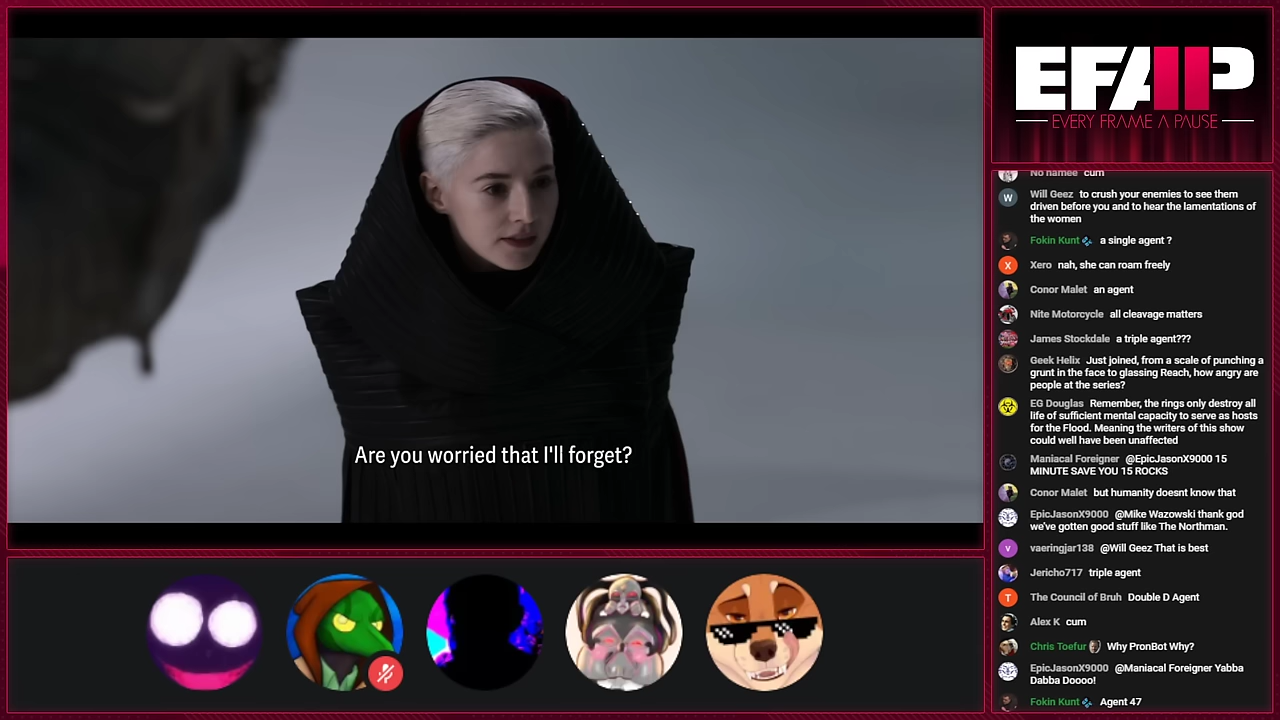 Are you worried that I'll forget?
EFAP
EVERY FRAME A PAUSE
No namee cum
Will Geez to crush your enemies to see them
driven before you and to hear the lamentations of
the women
Fokin Kunt a single agent ?
Xero nah, she can roam freely
Conor Malet an agent
Nite Motorcycle all cleavage matters
James Stockdale a triple agent???
Geek Helix Just joined, from a scale of punching a
grunt in the face to glassing Reach, how angry are
people at the series?
EG Douglas Remember, the rings only destroy all
life of sufficient mental capacity to serve as hosts
for the Flood. Meaning the writers of this show
could well have been unaffected
Maniacal Foreigner @EpicJasonX9000 15
MINUTE SAVE YOU 15 ROCKS
Conor Malet but humanity doesnt know that
EpicJasonX9000 @Mike Wazowski thank god
we've gotten good stuff like The Northman.
vaeringjar138 @Will Geez That is best
Jericho717 triple agent
The Council of Bruh Double D Agent
Alex K cum
Chris Toefur Why PronBot Why?
EpicJasonX9000 @Maniacal Foreigner Yabba
Dabba Doooo!
Fokin Kunt Agent 47
W
X
v
T